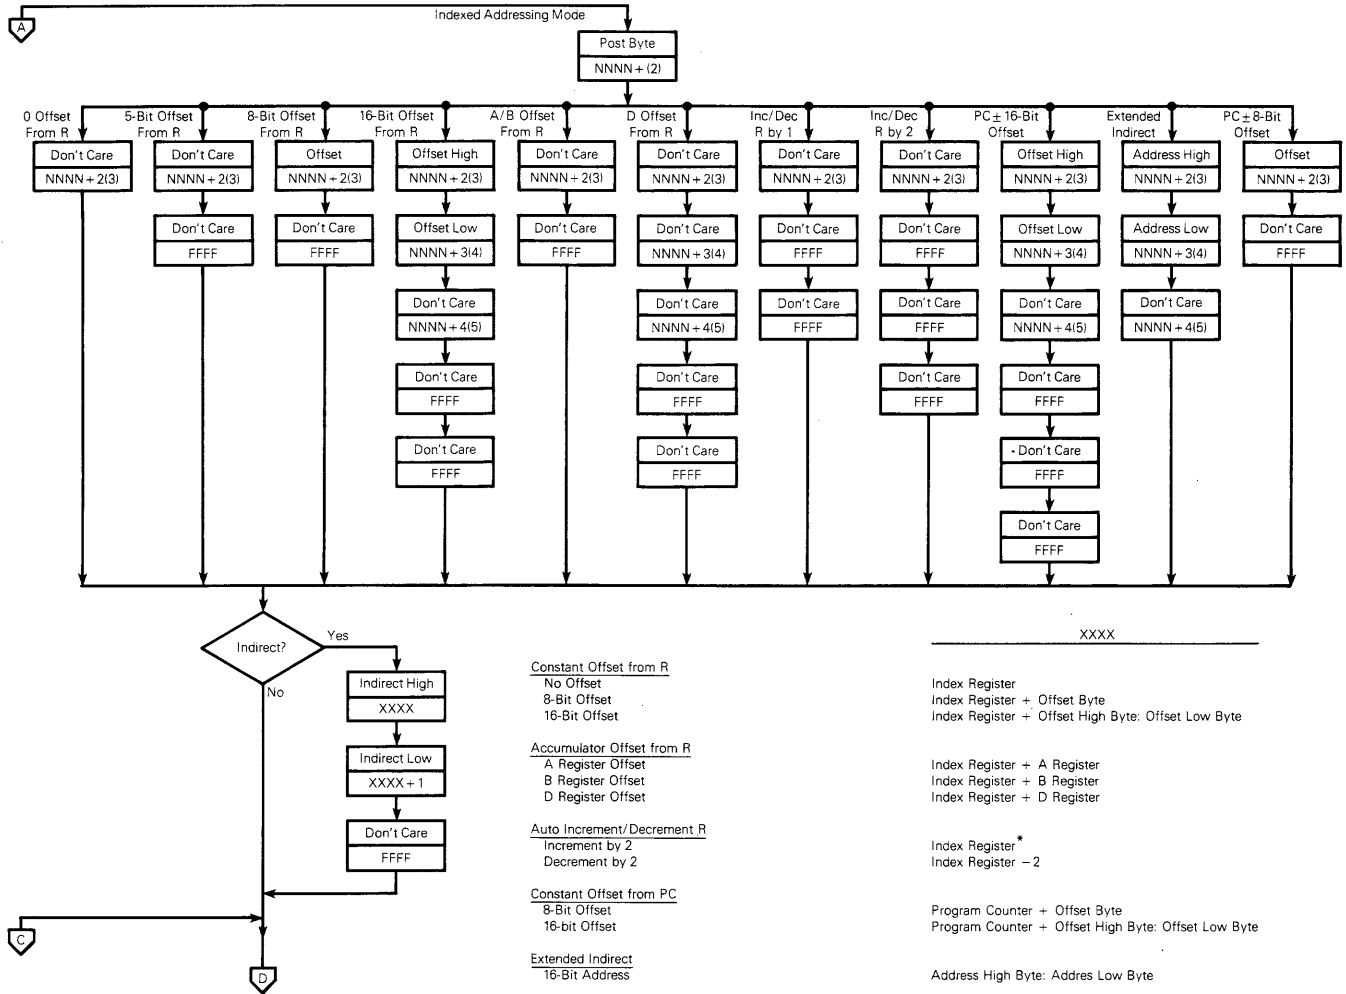 A
Indexed Addressing Mode
Post Byte
NNNN + (2)
0 Offset From R
5-Bit Offset From R
8-Bit Offset From R
16-Bit Offset From R
A/B Offset From R
D Offset From R
Inc/Dec R by 1
Inc/Dec R by 2
PC ± 16-Bit Offset
Extended Indirect
PC ± 8-Bit Offset
Don't Care
NNNN + 2(3)
Don't Care
NNNN + 2(3)
Offset
NNNN + 2(3)
Offset High
NNNN + 2(3)
Don't Care
NNNN + 2(3)
Don't Care
NNNN + 2(3)
Don't Care
NNNN + 2(3)
Don't Care
NNNN + 2(3)
Offset High
NNNN + 2(3)
Address High
NNNN + 2(3)
Offset
NNNN + 2(3)
Don't Care
FFFF
Don't Care
FFFF
Offset Low
NNNN + 3(4)
Don't Care
FFFF
Don't Care
NNNN + 3(4)
Don't Care
FFFF
Don't Care
FFFF
Offset Low
NNNN + 3(4)
Address Low
NNNN + 3(4)
Don't Care
FFFF
Don't Care
NNNN + 4(5)
Don't Care
NNNN + 4(5)
Don't Care
FFFF
Don't Care
FFFF
Don't Care
NNNN + 4(5)
Don't Care
NNNN + 4(5)
Don't Care
FFFF
Don't Care
FFFF
Don't Care
FFFF
Don't Care
FFFF
Don't Care
FFFF
Don't Care
FFFF
Don't Care
FFFF
Don't Care
FFFF
Indirect?
Yes
No
Indirect High
XXXX
Indirect Low
XXXX + 1
Don't Care
FFFF
C
D
XXXX
Constant Offset from R
No Offset Index Register
8-Bit Offset Index Register + Offset Byte
16-Bit Offset Index Register + Offset High Byte: Offset Low Byte
Accumulator Offset from R
A Register Offset Index Register + A Register
B Register Offset Index Register + B Register
D Register Offset Index Register + D Register
Auto Increment/Decrement R
Increment by 2 Index Register*
Decrement by 2 Index Register −2
Constant Offset from PC
8-Bit Offset Program Counter + Offset Byte
16-bit Offset Program Counter + Offset High Byte: Offset Low Byte
Extended Indirect
16-Bit Address Address High Byte: Addres Low Byte